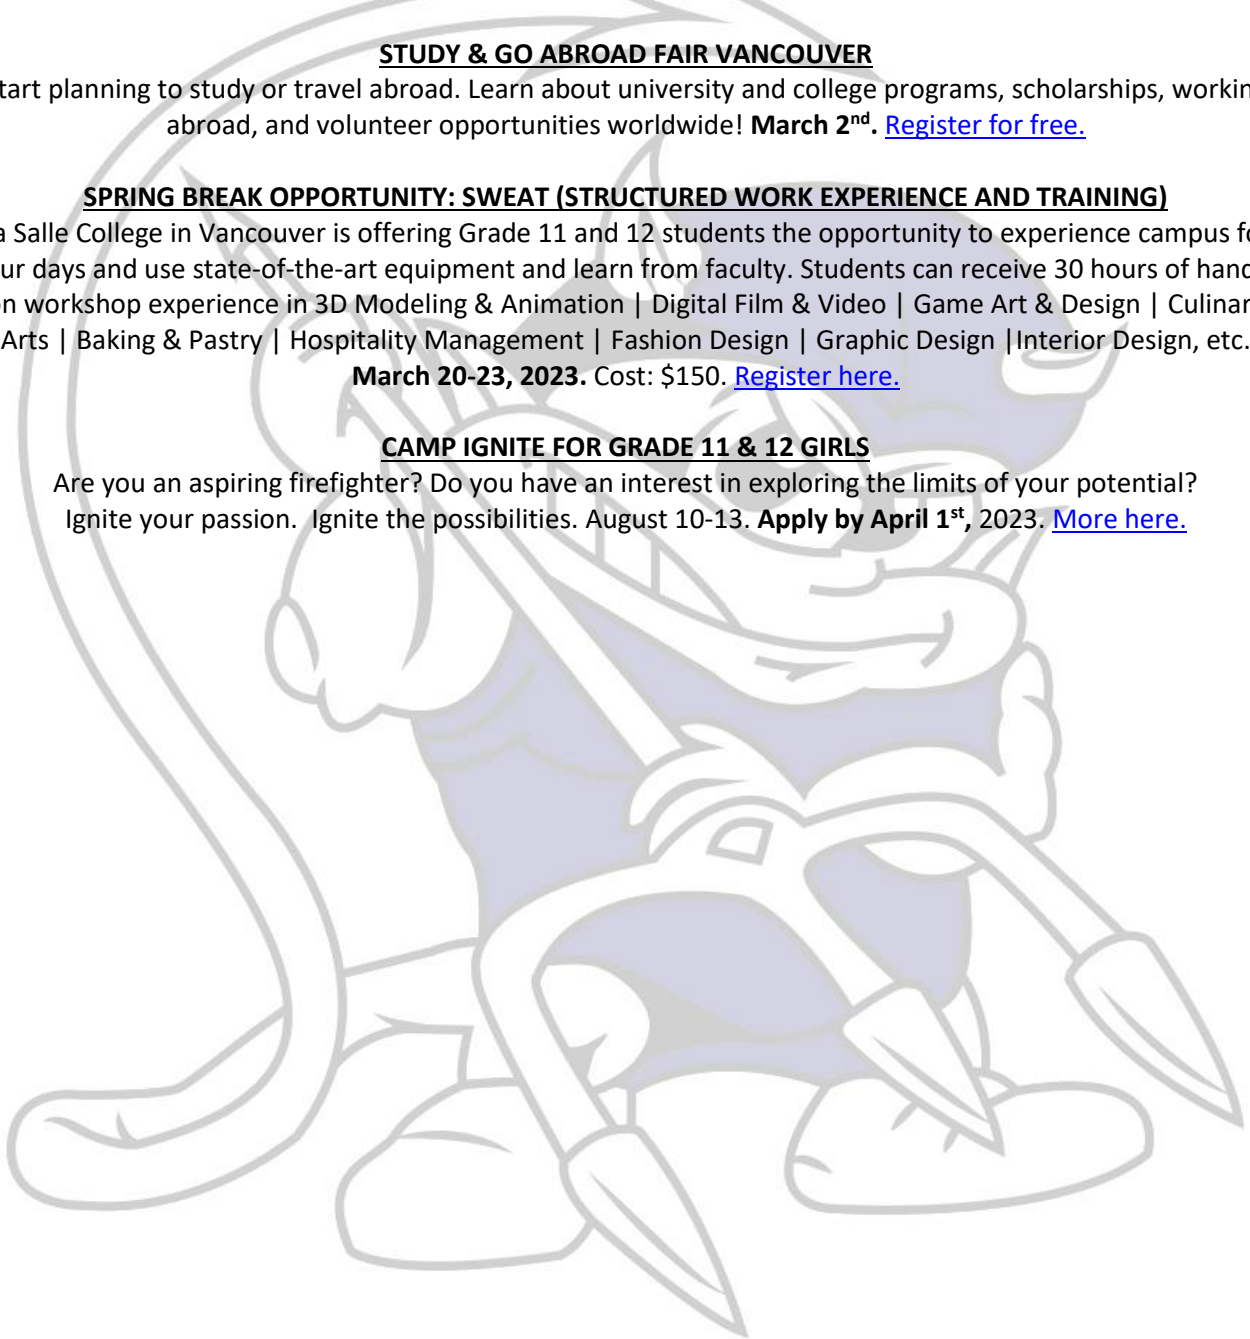 STUDY & GO ABROAD FAIR VANCOUVER
tart planning to study or travel abroad. Learn about university and college programs, scholarships, workin
abroad, and volunteer opportunities worldwide! March 2nd. Register for free.
SPRING BREAK OPPORTUNITY: SWEAT (STRUCTURED WORK EXPERIENCE AND TRAINING)
a Salle College in Vancouver is offering Grade 11 and 12 students the opportunity to experience campus fo
ur days and use state-of-the-art equipment and learn from faculty. Students can receive 30 hours of hand
on workshop experience in 3D Modeling & Animation | Digital Film & Video | Game Art & Design | Culinar
Arts | Baking & Pastry | Hospitality Management | Fashion Design | Graphic Design |Interior Design, etc.
March 20-23, 2023. Cost: $150. Register here.
CAMP IGNITE FOR GRADE 11 & 12 GIRLS
Are you an aspiring firefighter? Do you have an interest in exploring the limits of your potential?
Ignite your passion.  Ignite the possibilities. August 10-13. Apply by April 1st, 2023. More here.